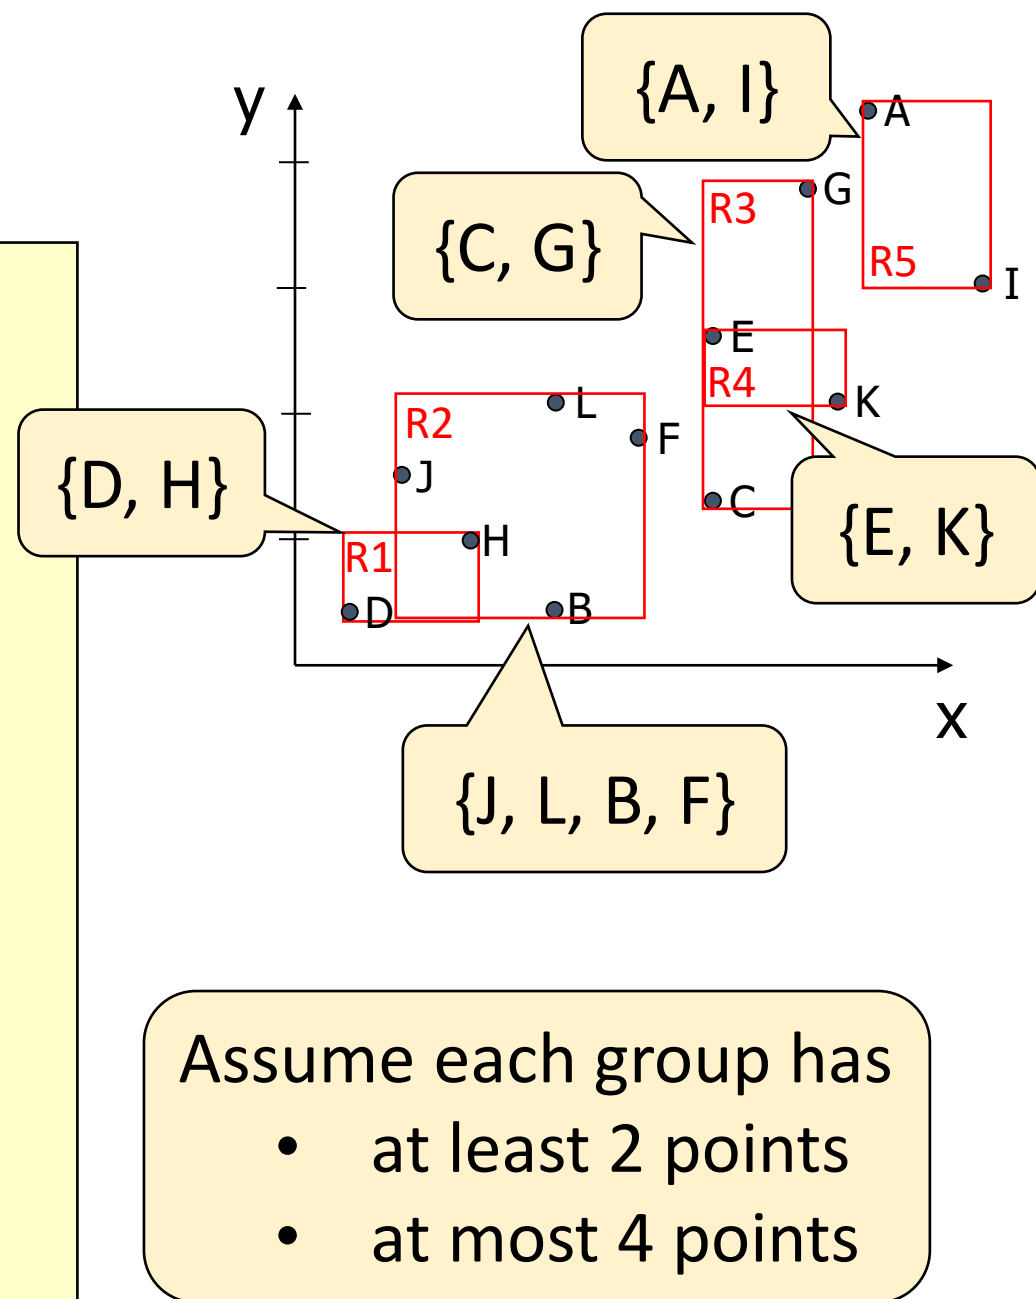 {A, I}
y
A
R3
G
{C, G}
R5
I
E
R4
K
R2
L
F
J
{D, H}
C
H
{E, K}
R1
D
B
x
{J, L, B, F}
Assume each group has
• at least 2 points
• at most 4 points